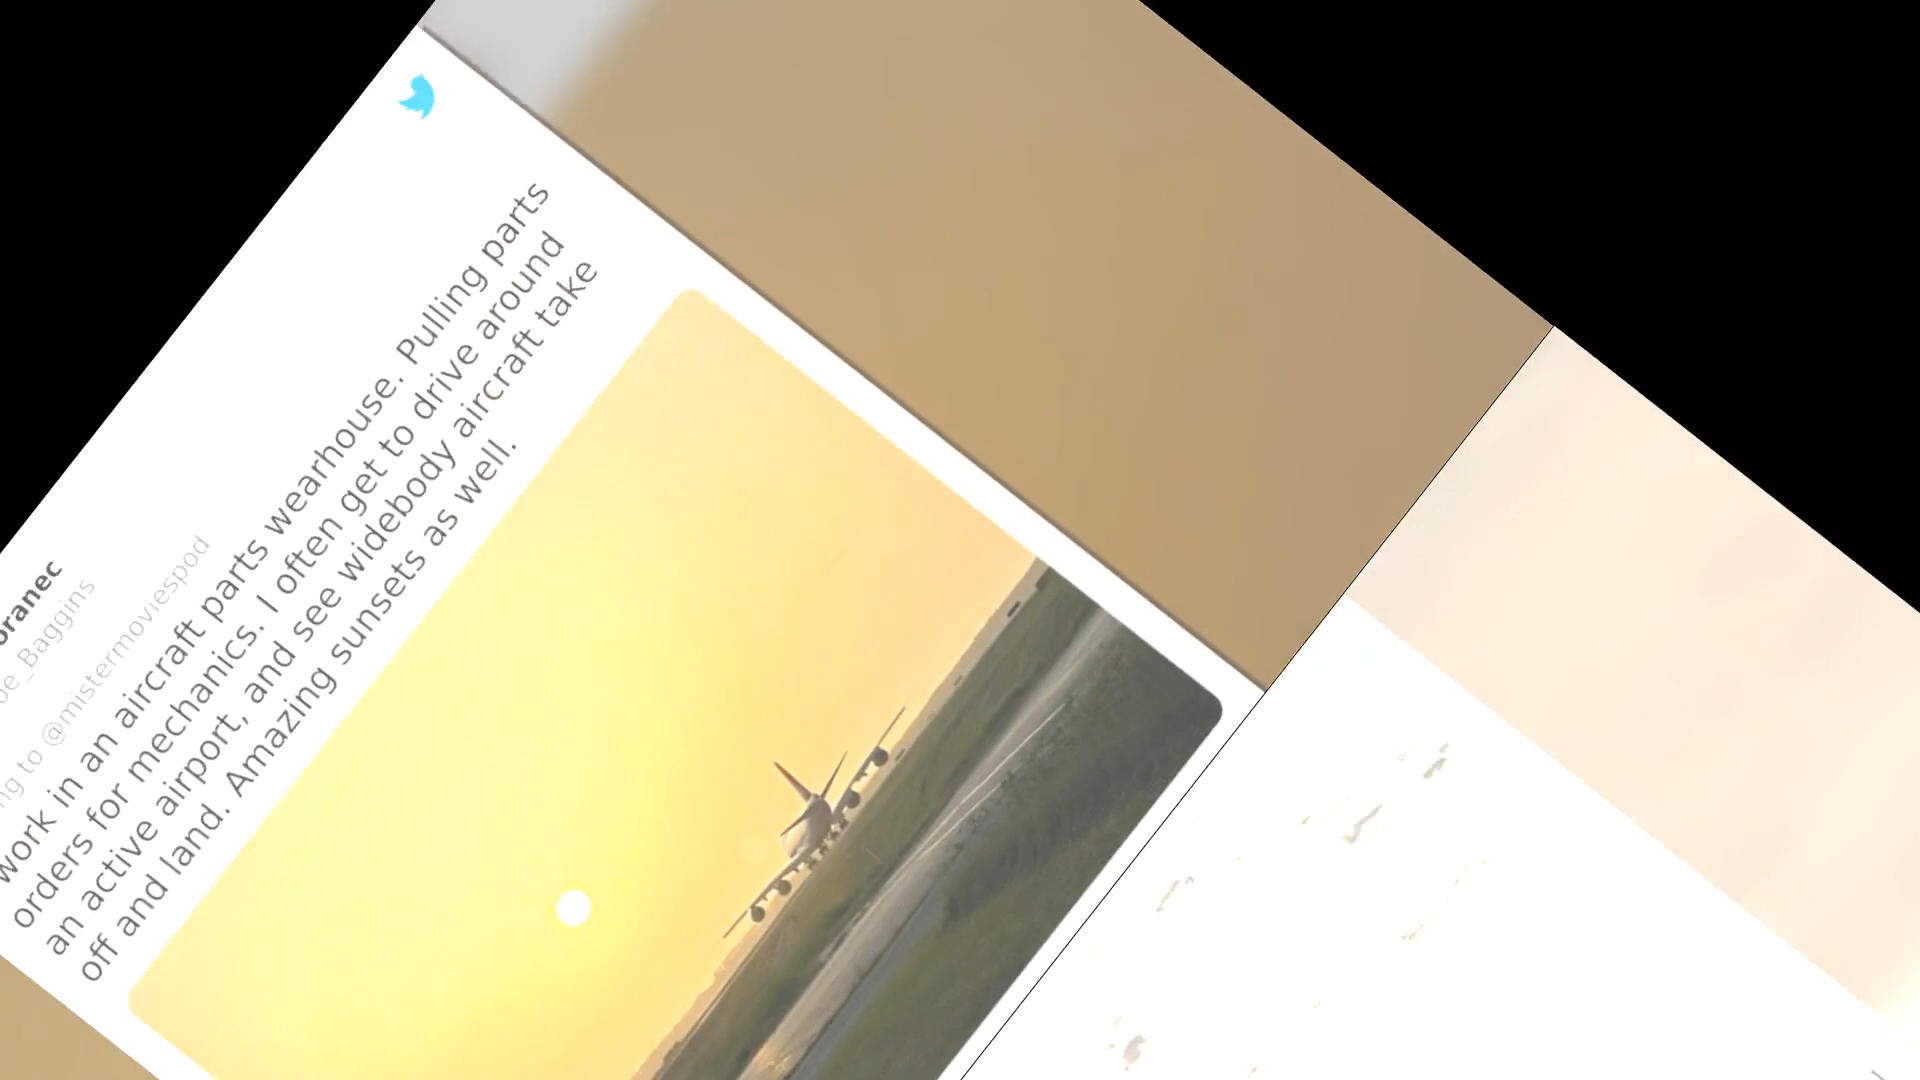 oranec
oe_Baggins
ng to @mistermoviespod
work in an aircraft parts wearhouse. Pulling parts
orders for mechanics. I often get to drive around
an active airport, and see widebody aircraft take
off and land. Amazing sunsets as well.